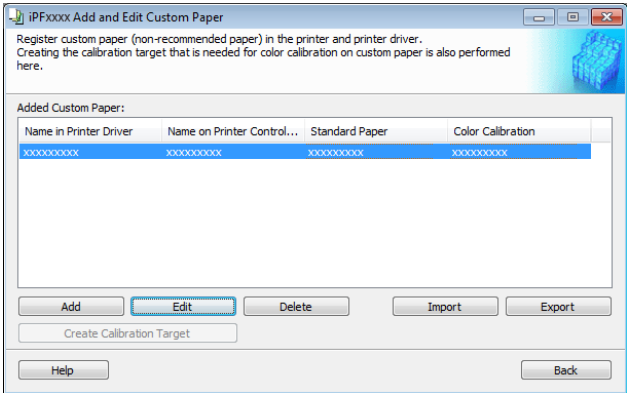 iPFxxxx Add and Edit Custom Paper
Register custom paper (non-recommended paper) in the printer and printer driver.
Creating the calibration target that is needed for color calibration on custom paper is also performed
here.
Added Custom Paper:
Name in Printer Driver Name on Printer Control... Standard Paper Color Calibration
xxxxxxxxx xxxxxxxxx xxxxxxxxx xxxxxxxxx
Add Edit Delete Import Export
Create Calibration Target
Help Back